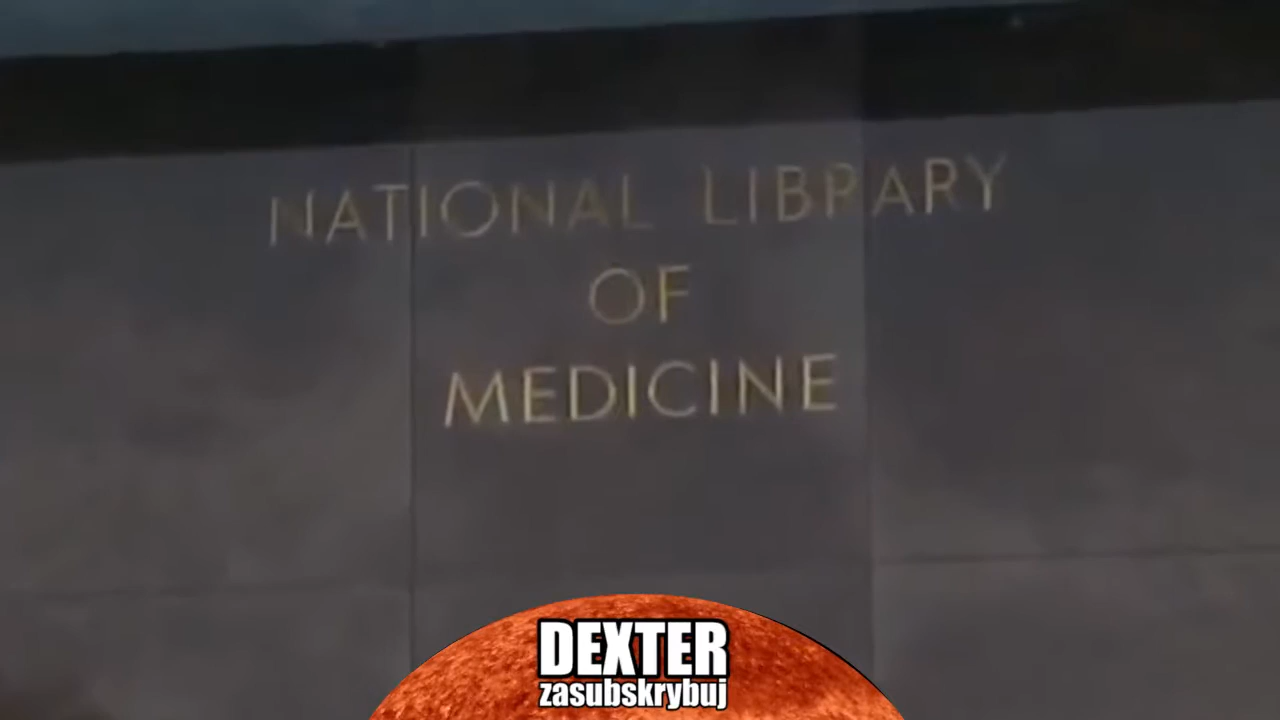 NATIONAL LIBRARY
OF
MEDICINE
DEXTER
zasubskrybuj